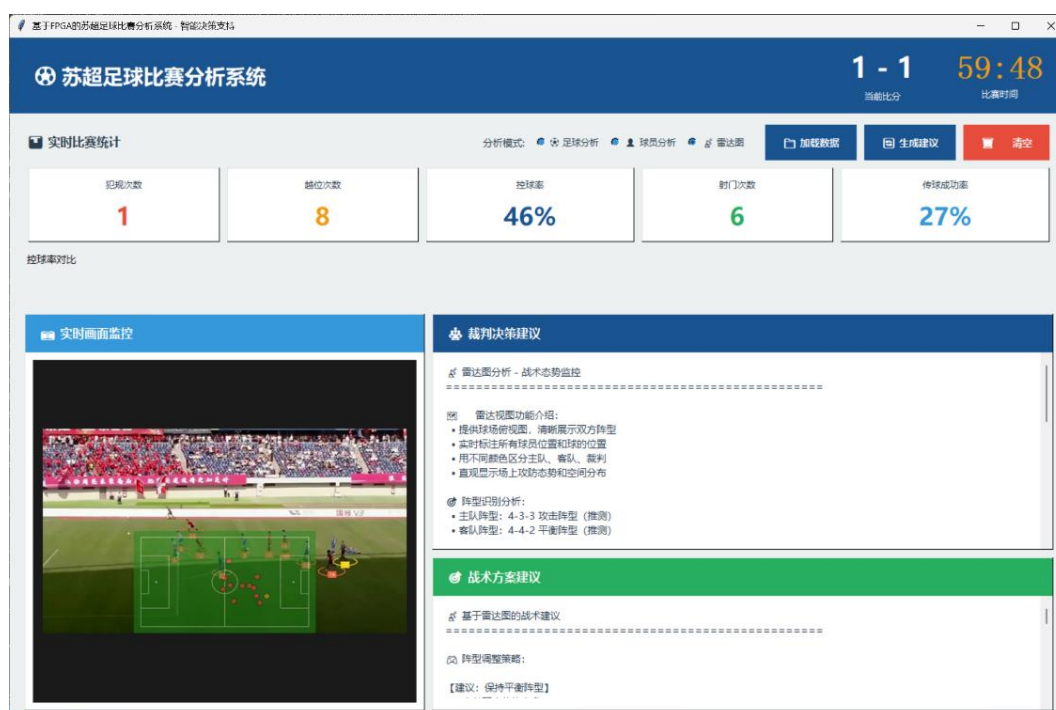 基于FPGA的苏超足球比赛分析系统 - 智能决策支持
苏超足球比赛分析系统
1 - 1
当前比分
59:48
比赛时间
实时比赛统计
分析模式:
足球分析
球员分析
雷达图
加载数据
生成建议
清空
犯规次数
1
越位次数
8
控球率
46%
射门次数
6
传球成功率
27%
控球率对比
实时画面监控
裁判决策建议
雷达图分析 - 战术态势监控
====================================================
雷达视图功能介绍:
• 提供球场俯视图，清晰展示双方阵型
• 实时标注所有球员位置和球的位置
• 用不同颜色区分主队、客队、裁判
• 直观显示场上攻防态势和空间分布
阵型识别分析:
• 主队阵型: 4-3-3 攻击阵型 (推测)
• 客队阵型: 4-4-2 平衡阵型 (推测)
战术方案建议
基于雷达图的战术建议
====================================================
阵型调整策略:
【建议: 保持平衡阵型】